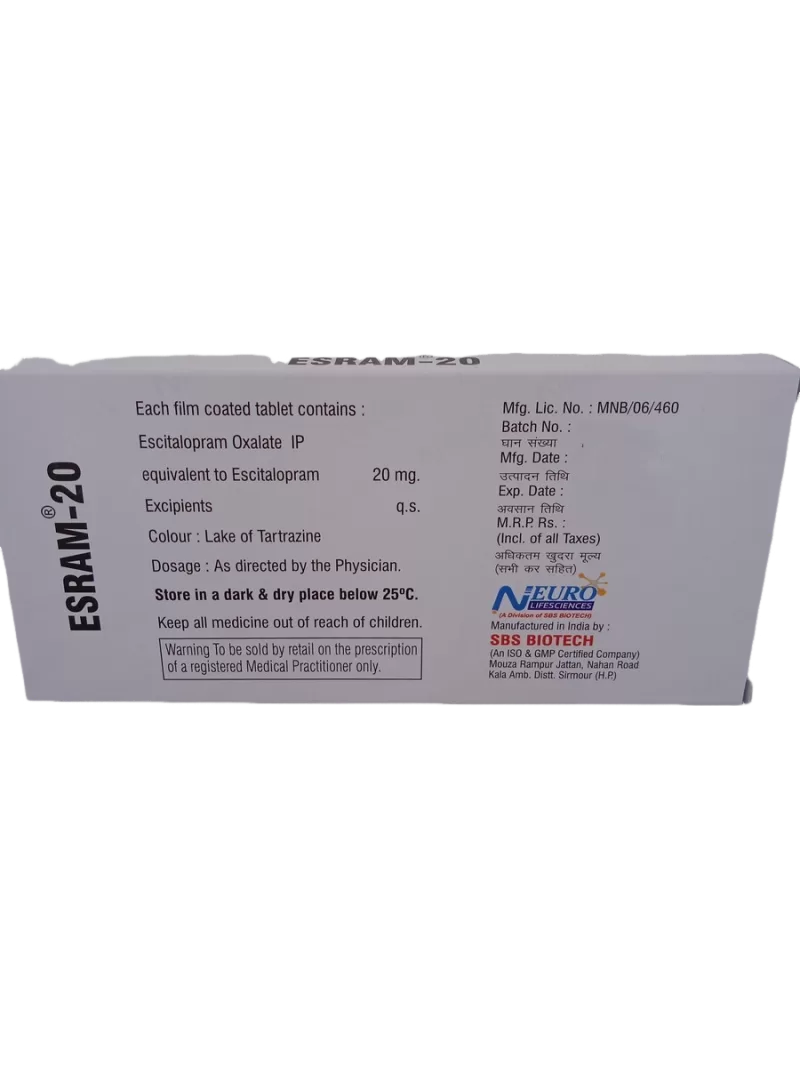 ESRAM®-20
ESRAM®-20
Each film coated tablet contains :
Escitalopram Oxalate IP
equivalent to Escitalopram 20 mg.
Excipients q.s.
Colour : Lake of Tartrazine
Dosage : As directed by the Physician.
Store in a dark & dry place below 25ºC.
Keep all medicine out of reach of children.
Warning To be sold by retail on the prescription
of a registered Medical Practitioner only.
Mfg. Lic. No. : MNB/06/460
Batch No. :
घान संख्या
Mfg. Date :
उत्पादन तिथि
Exp. Date :
अवसान तिथि
M.R.P. Rs. :
(Incl. of all Taxes)
अधिकतम खुदरा मूल्य
(सभी कर सहित)
NEURO
LIFESCIENCES
(A Division of SBS BIOTECH)
Manufactured in India by :
SBS BIOTECH
(An ISO & GMP Certified Company)
Mouza Rampur Jattan, Nahan Road
Kala Amb. Distt. Sirmour (H.P.)